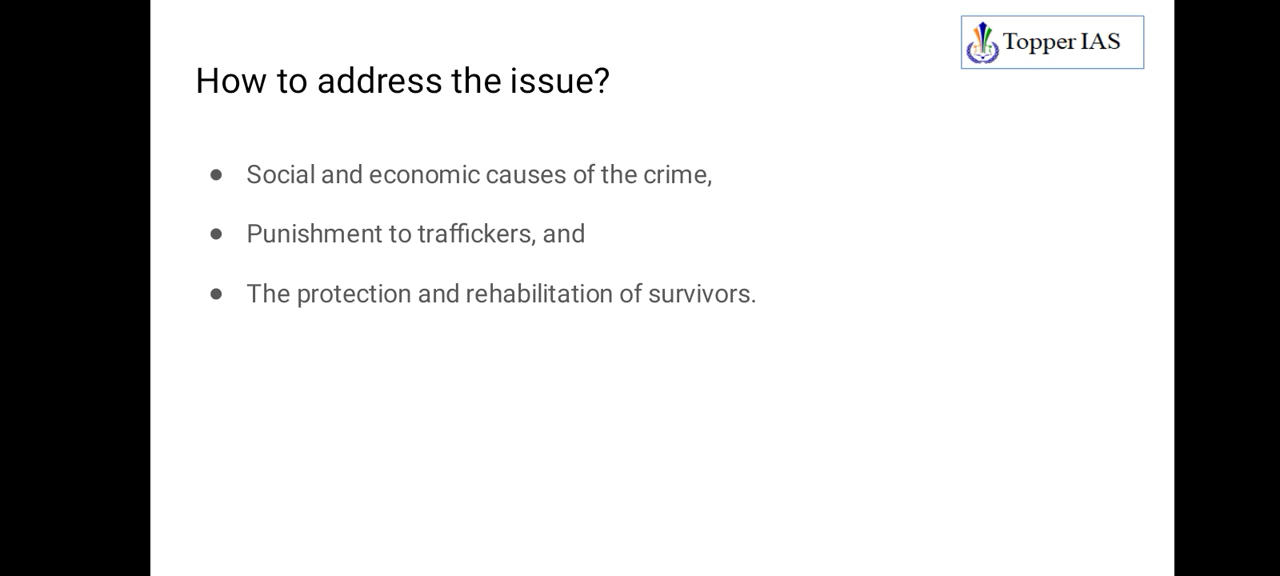 Topper IAS
How to address the issue?
● Social and economic causes of the crime,
● Punishment to traffickers, and
● The protection and rehabilitation of survivors.